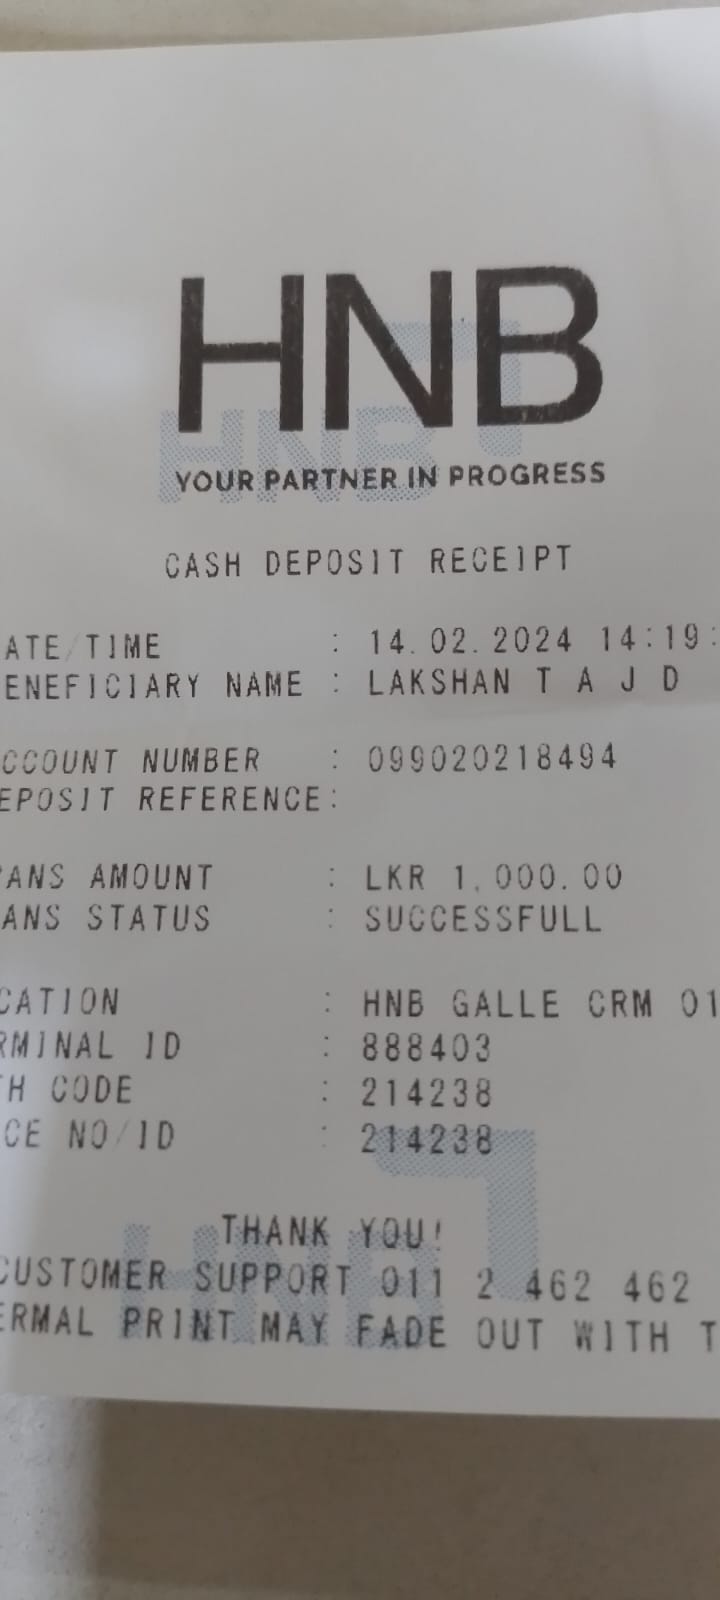 HNB
YOUR PARTNER IN PROGRESS
CASH DEPOSIT RECEIPT
ATE/TIME : 14.02.2024 14:19:
ENEFICIARY NAME : LAKSHAN T A J D
CCOUNT NUMBER : 099020218494
EPOSIT REFERENCE:
ANS AMOUNT : LKR 1,000.00
ANS STATUS : SUCCESSFULL
CATION : HNB GALLE CRM 01
RMINAL ID : 888403
H CODE : 214238
CE NO/ID : 214238
THANK YOU!
CUSTOMER SUPPORT 011 2 462 462
ERMAL PRINT MAY FADE OUT WITH T